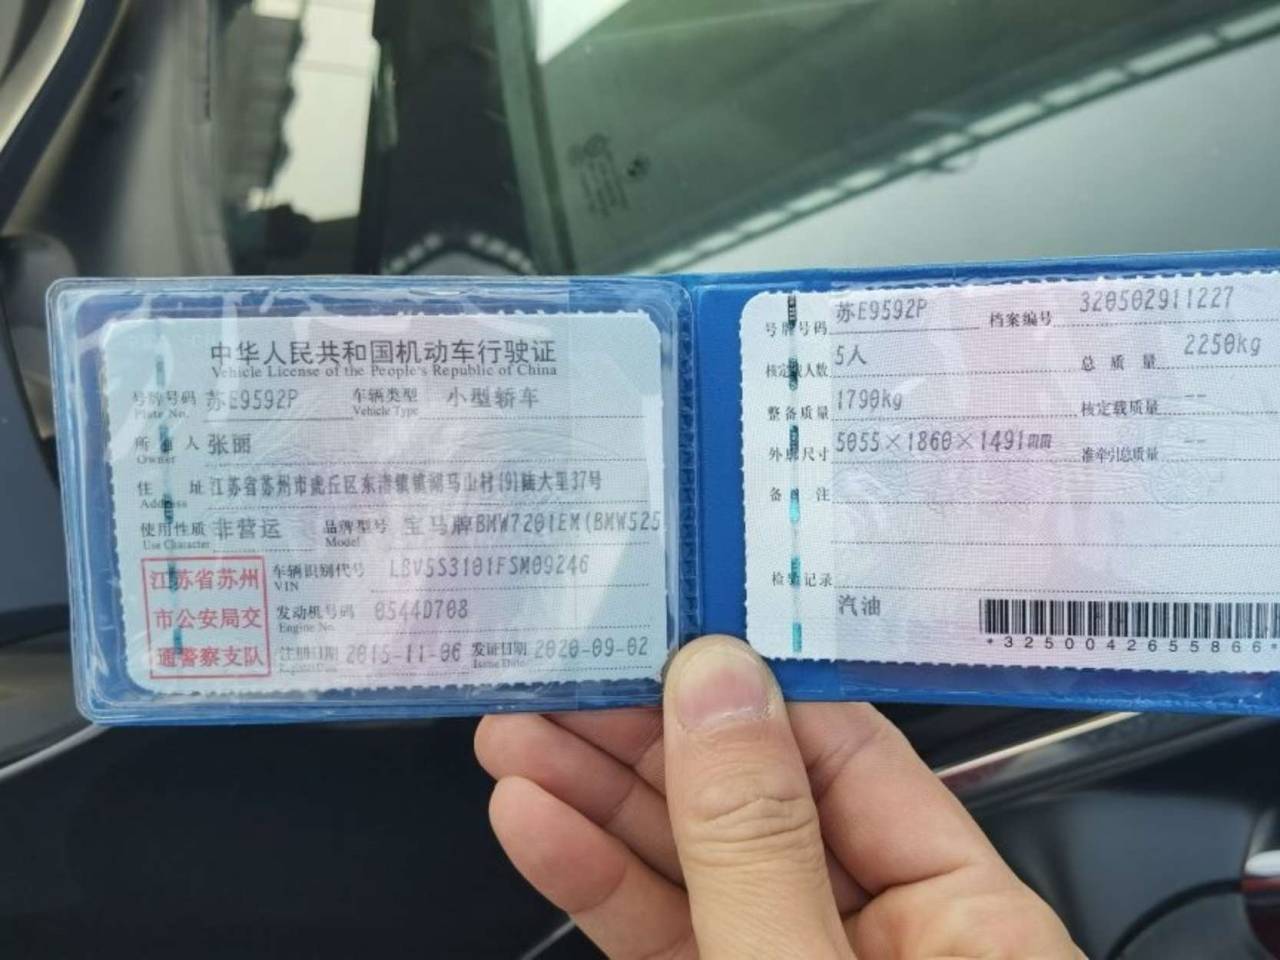 中华人民共和国机动车行驶证
Vehicle License of the People's Republic of China
号牌号码 苏E9592P 车辆类型 小型轿车
Plate No. Vehicle Type
所有人 张丽
Owner
住址 江苏省苏州市虎丘区东渚镇镇湖马山村(9)陆大里37号
Address
使用性质 非营运 品牌型号 宝马牌BMW7201EM(BMW525
Use Character Model
江苏省苏州
市公安局交
通警察支队
车辆识别代号 LBV5S3101FSM09246
VIN
发动机号码 0544D708
Engine No.
注册日期 2015-11-06 发证日期 2020-09-02
Register Date Issue Date
号牌号码 苏E9592P 档案编号 320502911227
核定载人数 5人 总质量 2250kg
整备质量 1790kg 核定载质量 --
外廓尺寸 5055×1860×1491mm 准牵引总质量 --
备注
检验记录
汽油
*3250042655866*